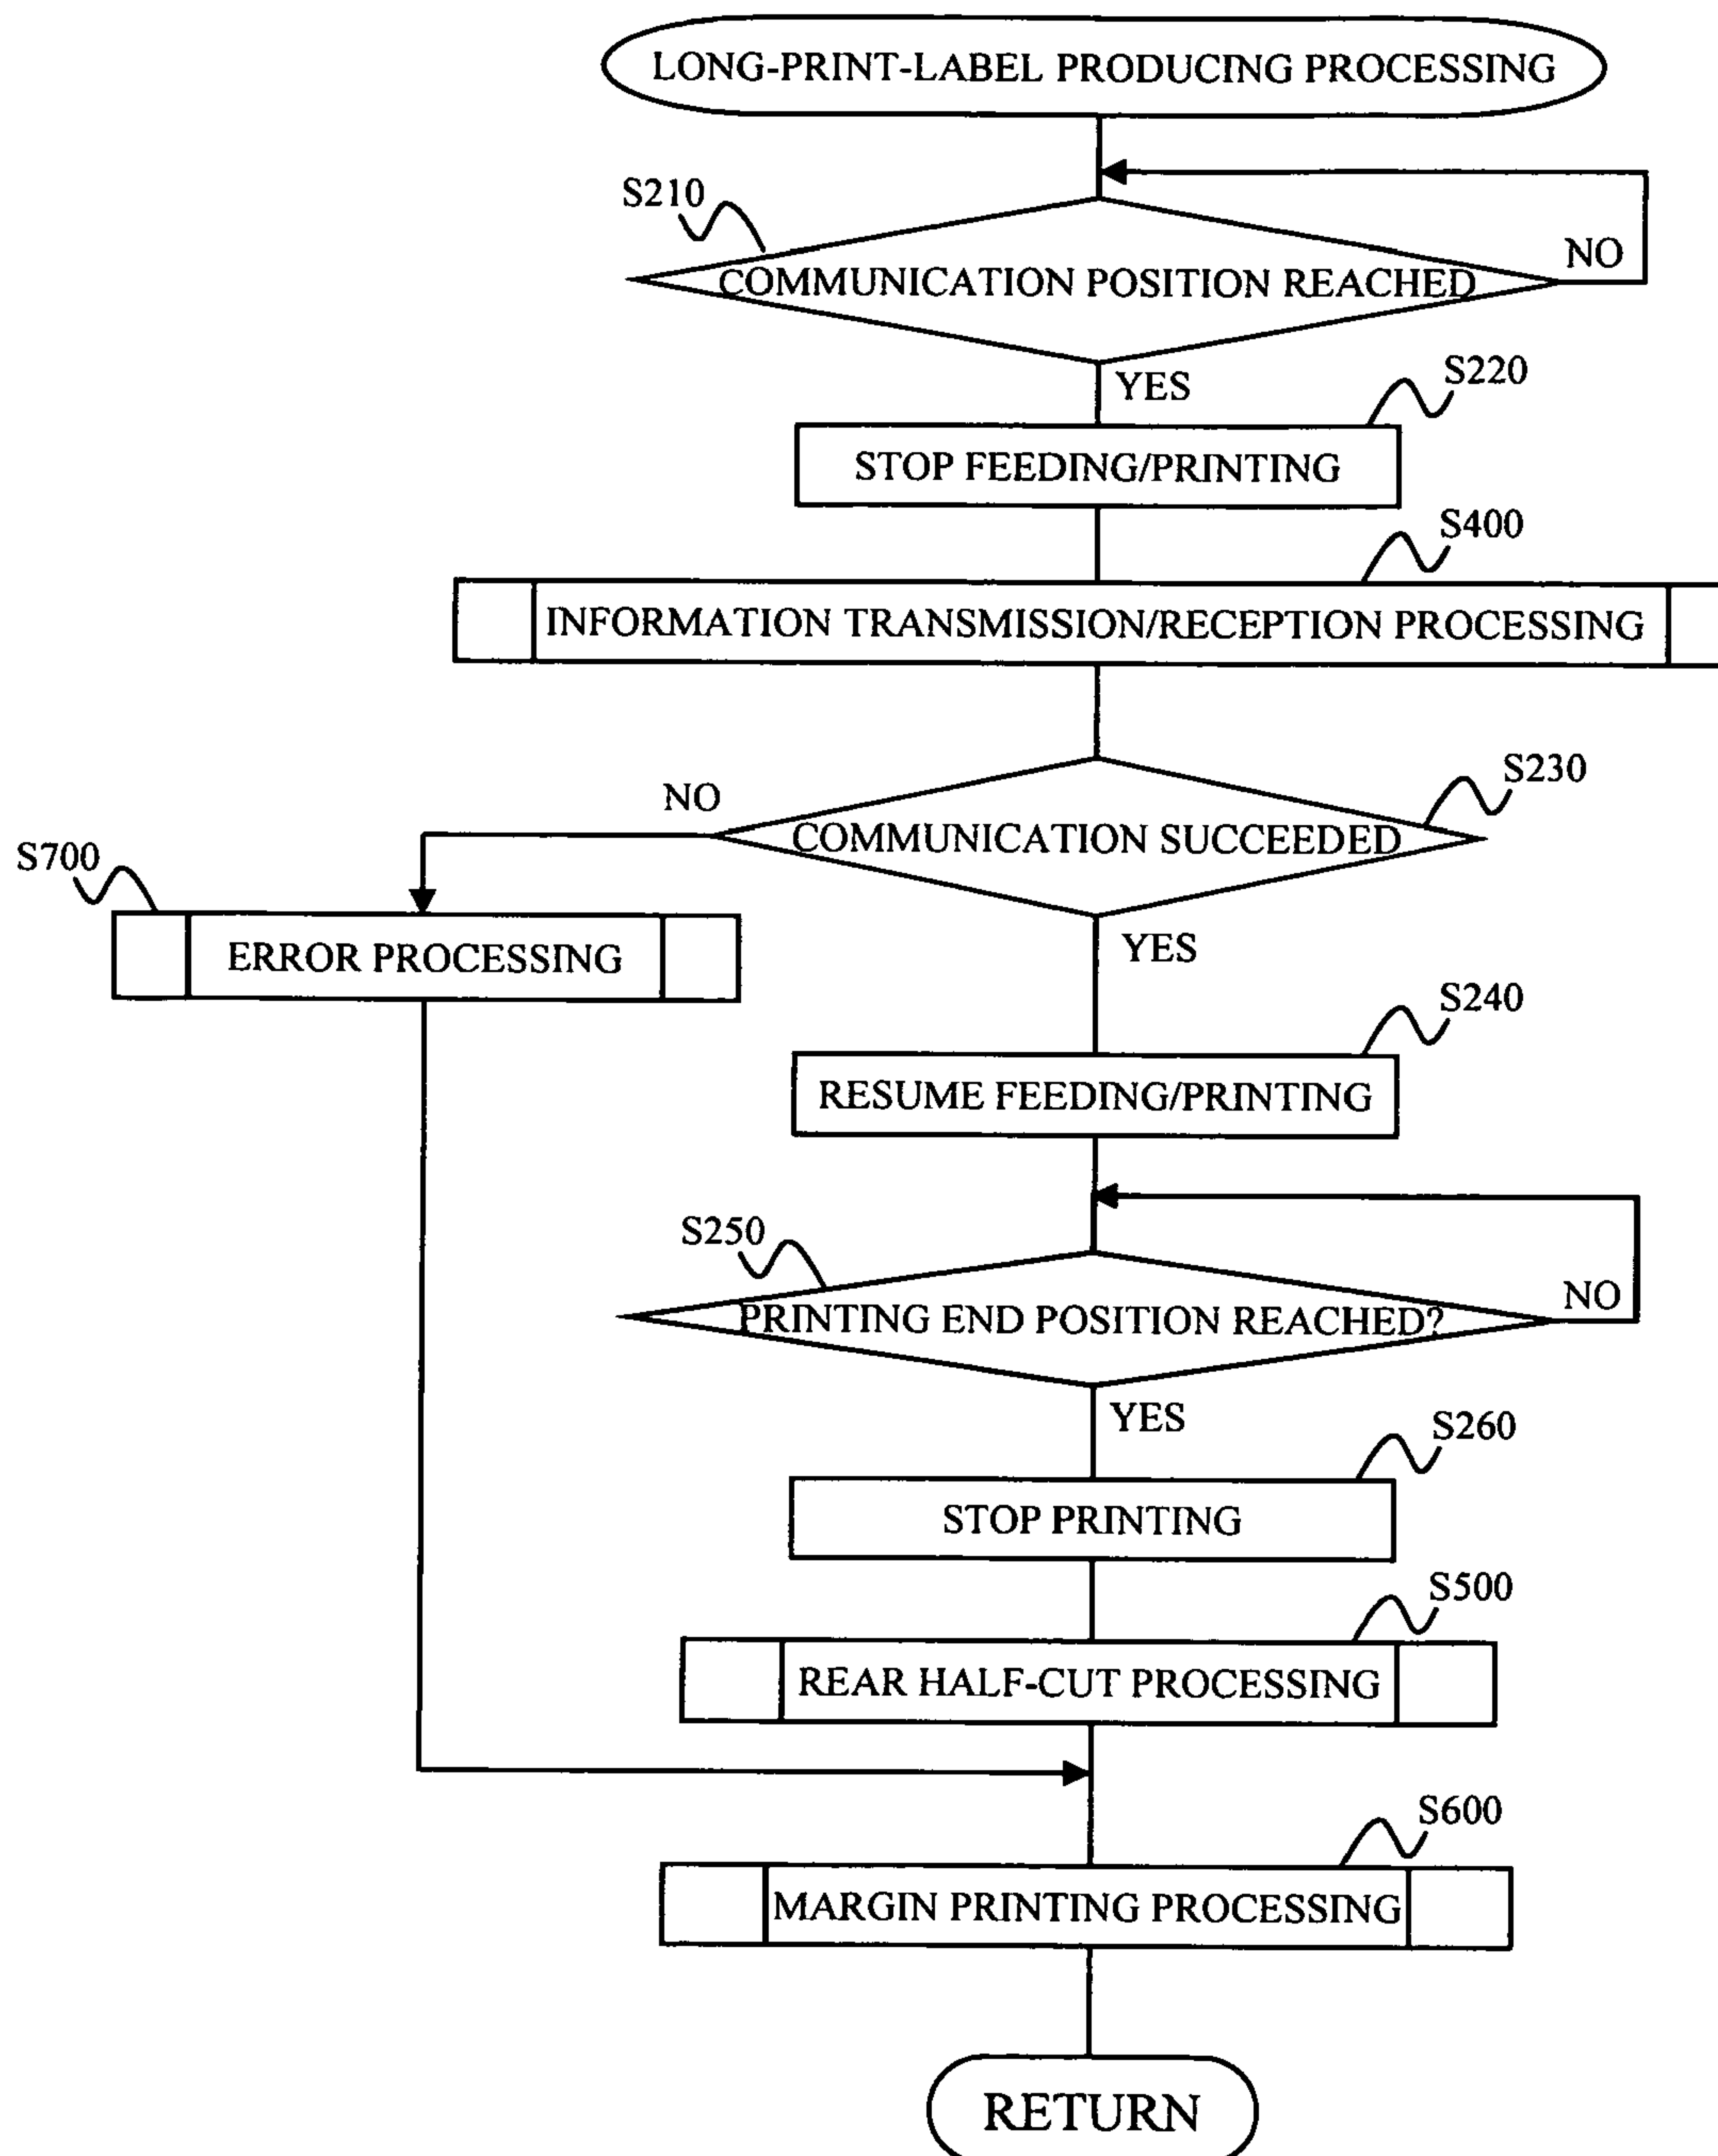 LONG-PRINT-LABEL PRODUCING PROCESSING
S210
COMMUNICATION POSITION REACHED
NO
YES
S220
STOP FEEDING/PRINTING
S400
INFORMATION TRANSMISSION/RECEPTION PROCESSING
S230
NO
COMMUNICATION SUCCEEDED
S700
YES
ERROR PROCESSING
S240
RESUME FEEDING/PRINTING
S250
NO
PRINTING END POSITION REACHED?
YES
S260
STOP PRINTING
S500
REAR HALF-CUT PROCESSING
S600
MARGIN PRINTING PROCESSING
RETURN